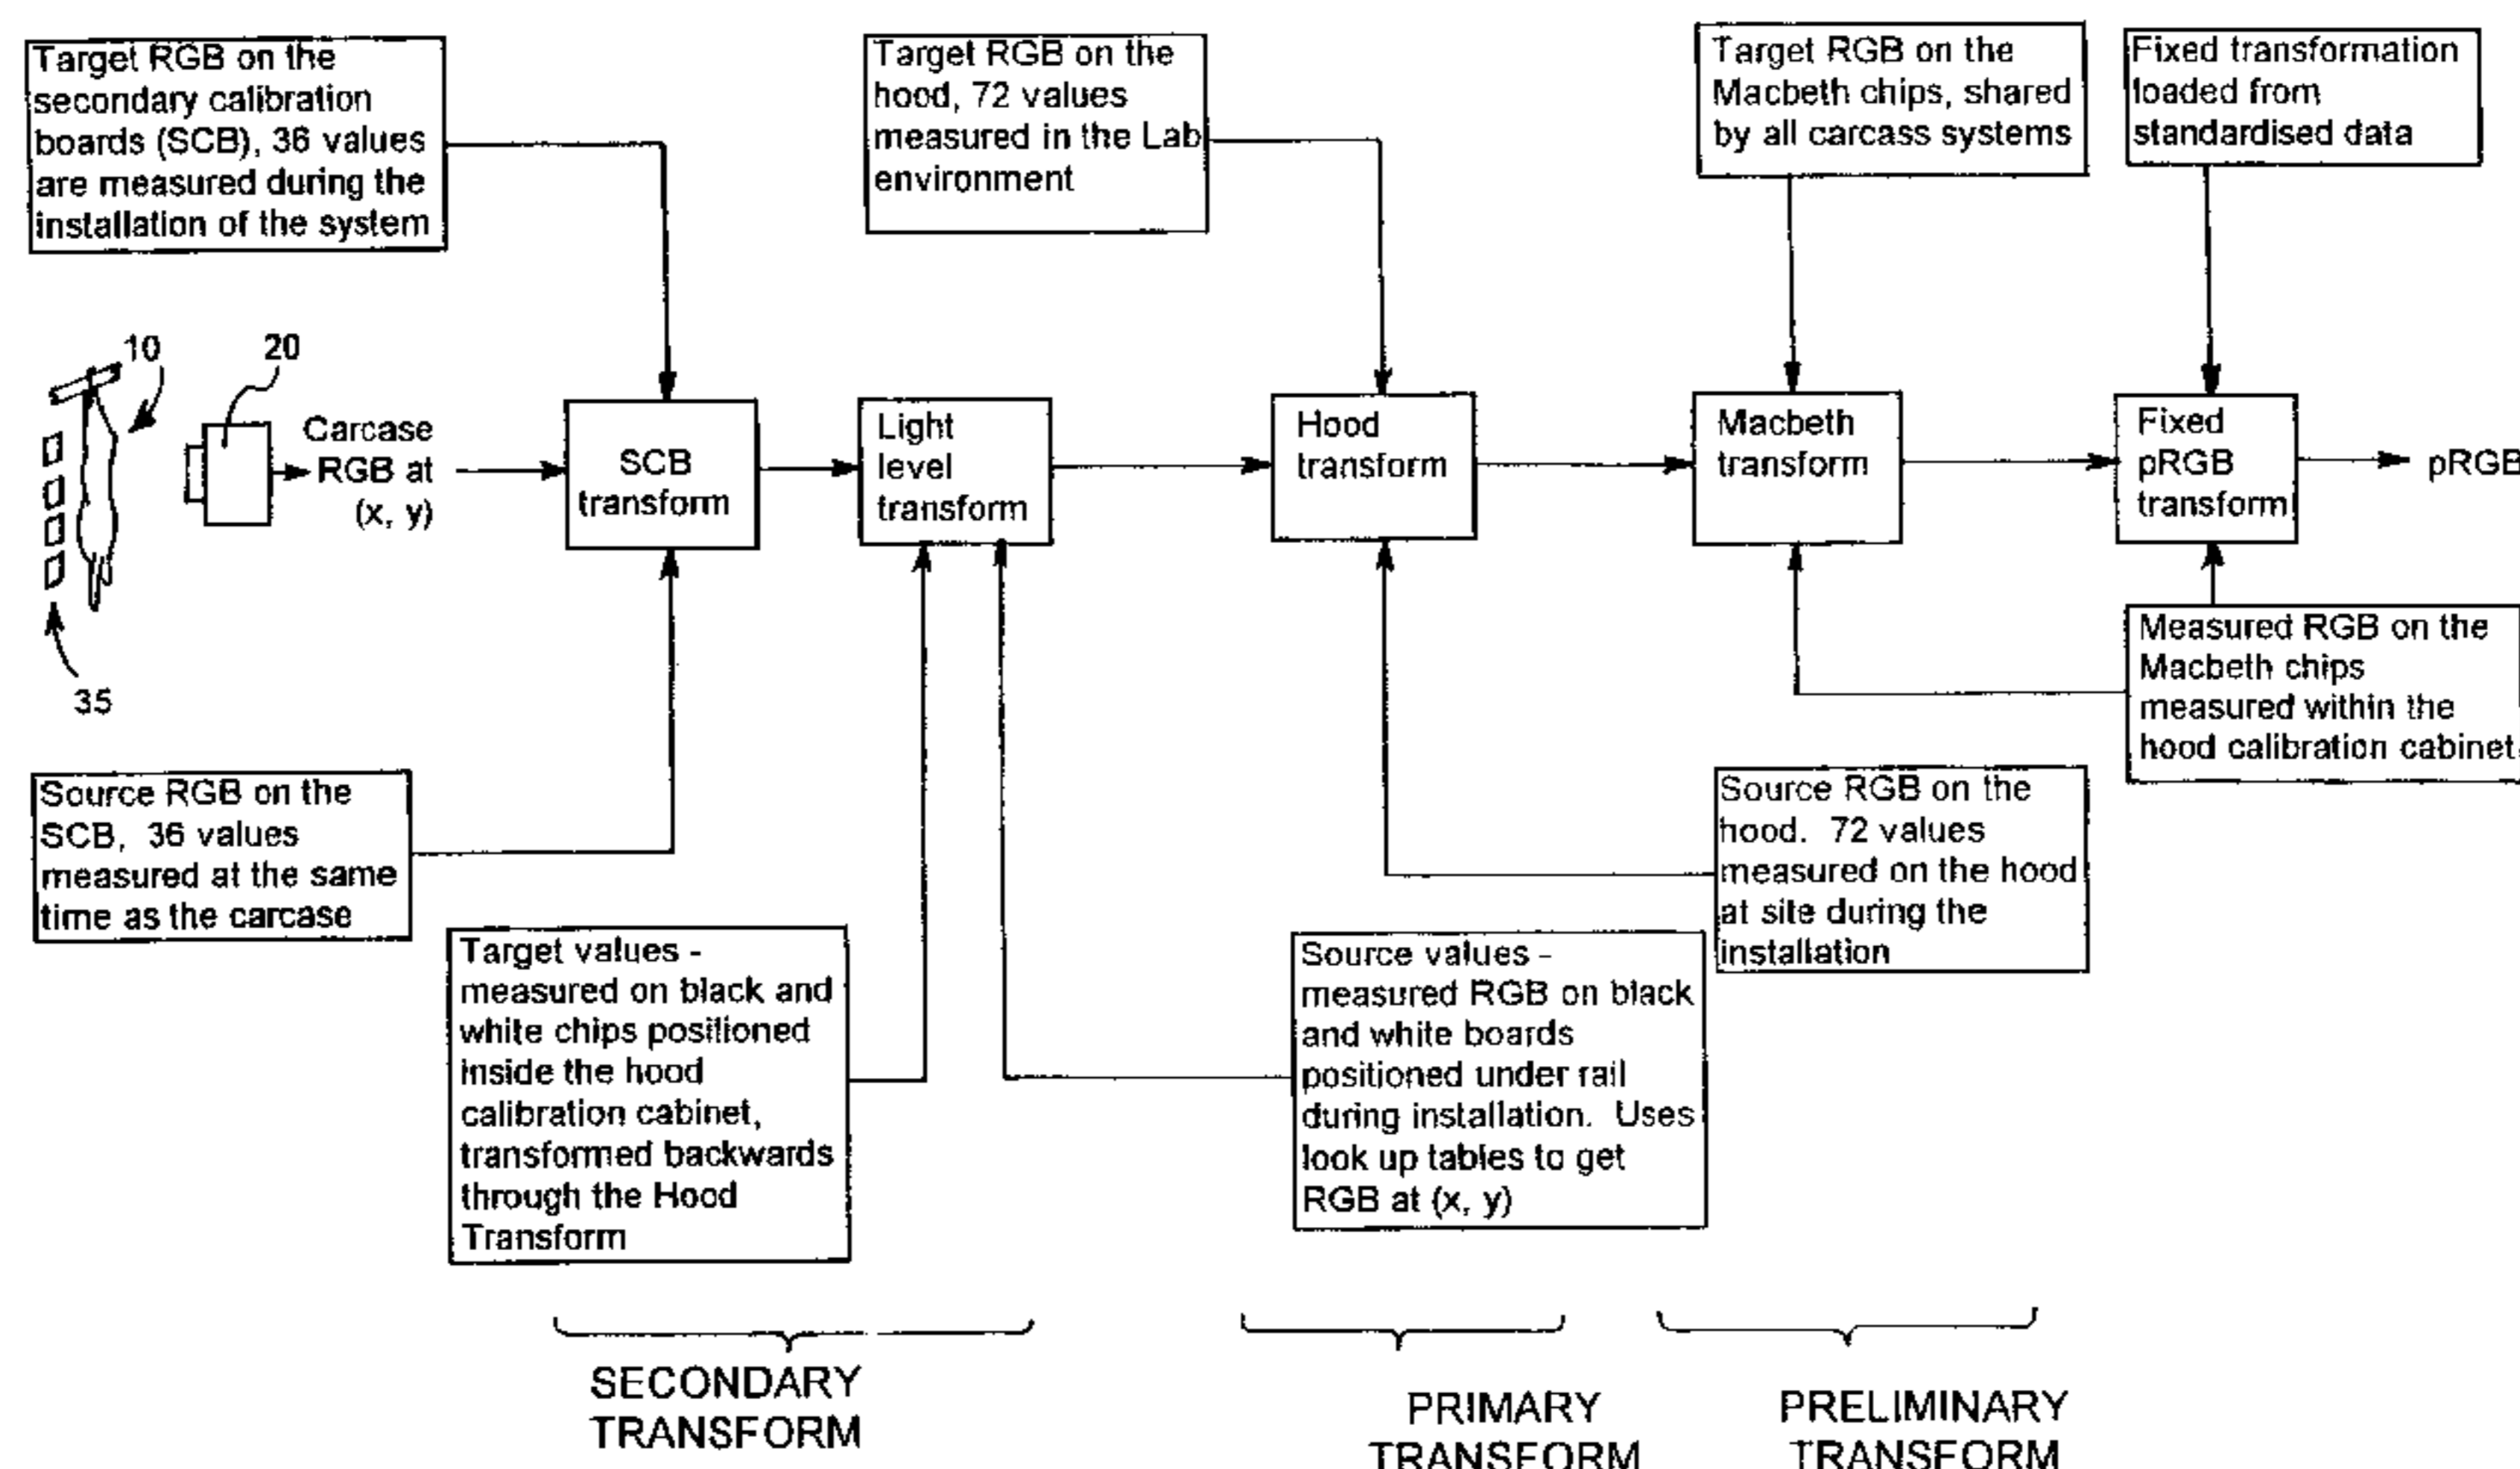 Target RGB on the
secondary calibration
boards (SCB), 36 values
are measured during the
installation of the system
Target RGB on the
hood, 72 values
measured in the Lab
environment
Target RGB on the
Macbeth chips, shared
by all carcass systems
Fixed transformation
loaded from
standardised data
10
20
35
Carcase
RGB at
(x, y)
SCB
transform
Light
level
transform
Hood
transform
Macbeth
transform
Fixed
pRGB
transform
pRGB
Measured RGB on the
Macbeth chips
measured within the
hood calibration cabinet.
Source RGB on the
SCB, 36 values
measured at the same
time as the carcase
Target values -
measured on black and
white chips positioned
inside the hood
calibration cabinet,
transformed backwards
through the Hood
Transform
Source values -
measured RGB on black
and white boards
positioned under rail
during installation. Uses
look up tables to get
RGB at (x, y)
Source RGB on the
hood. 72 values
measured on the hood
at site during the
installation
SECONDARY
TRANSFORM
PRIMARY
TRANSFORM
PRELIMINARY
TRANSFORM